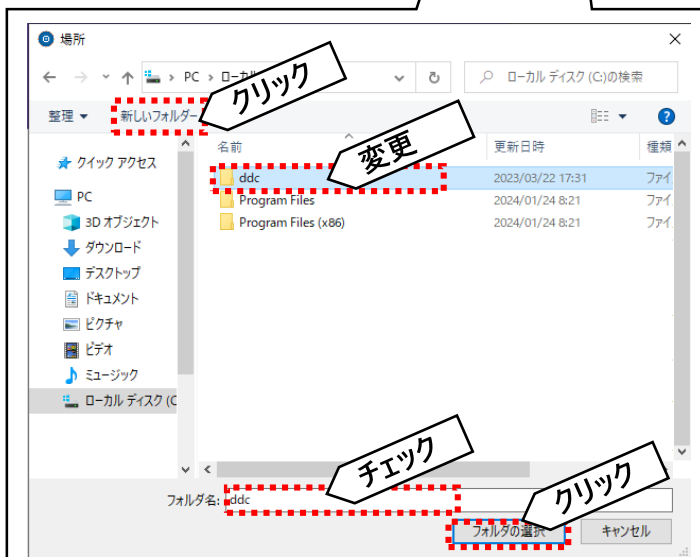 場所
PC › ローカル
ローカル ディスク (C:)の検索
クリック
整理 新しいフォルダー
変更
名前 更新日時 種類
クイック アクセス
PC
3D オブジェクト
ダウンロード
デスクトップ
ドキュメント
ピクチャ
ビデオ
ミュージック
ローカル ディスク (C
ddc 2023/03/22 17:31 ファイ
Program Files 2024/01/24 8:21 ファイ
Program Files (x86) 2024/01/24 8:21 ファイ
チェック
フォルダ名: ddc
クリック
フォルダの選択 キャンセル